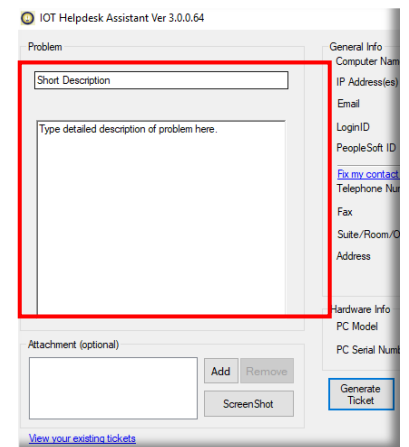 IOT Helpdesk Assistant Ver 3.0.0.64
Problem
Short Description
Type detailed description of problem here.
Attachment (optional)
Add
Remove
ScreenShot
View your existing tickets
General Info
Computer Nam
IP Address(es)
Email
LoginID
PeopleSoft ID
Fix my contact
Telephone Num
Fax
Suite/Room/O
Address
Hardware Info
PC Model
PC Serial Numb
Generate
Ticket